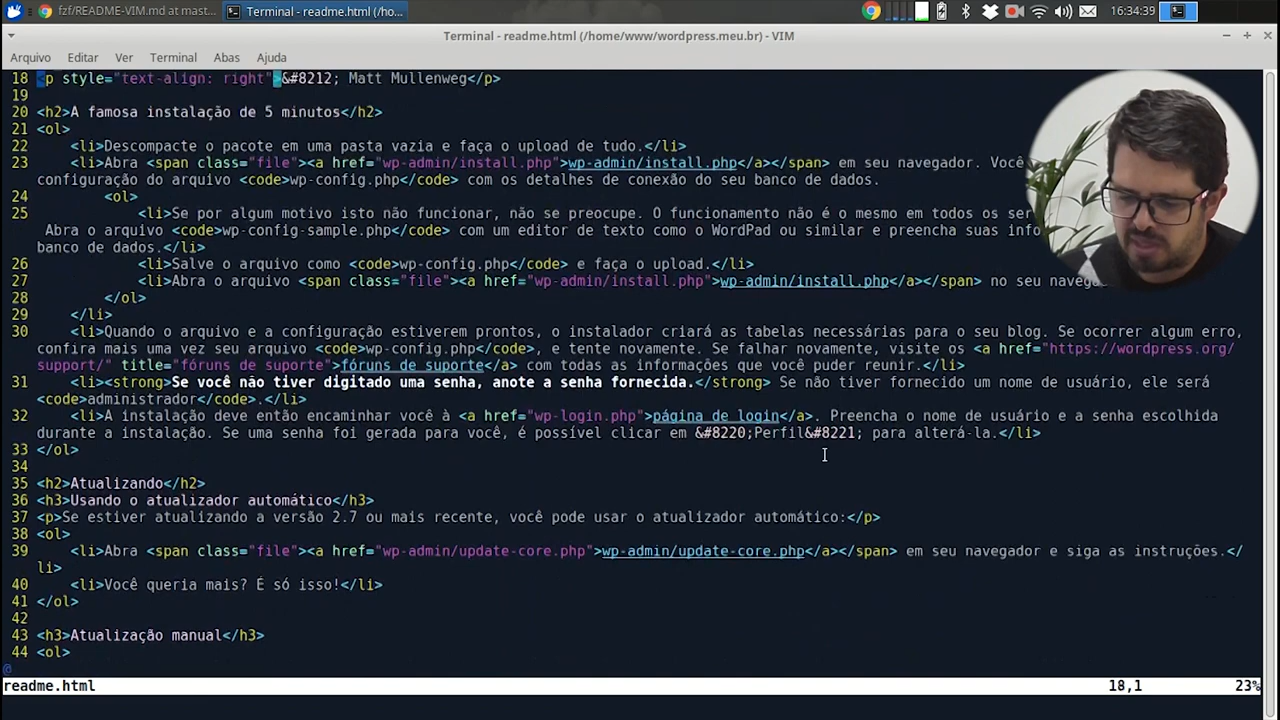 fzf/README-VIM.md at mast...
Terminal - readme.html (/ho...
16:34:39
Terminal - readme.html (/home/www/wordpress.meu.br) - VIM
Arquivo Editar Ver Terminal Abas Ajuda
18 <p style="text-align: right">&#8212; Matt Mullenweg</p>
19
20 <h2>A famosa instalação de 5 minutos</h2>
21 <ol>
22 <li>Descompacte o pacote em uma pasta vazia e faça o upload de tudo.</li>
23 <li>Abra <span class="file"><a href="wp-admin/install.php">wp-admin/install.php</a></span> em seu navegador. Você
configuração do arquivo <code>wp-config.php</code> com os detalhes de conexão do seu banco de dados.
24 <ol>
25 <li>Se por algum motivo isto não funcionar, não se preocupe. O funcionamento não é o mesmo em todos os ser
Abra o arquivo <code>wp-config-sample.php</code> com um editor de texto como o WordPad ou similar e preencha suas info
banco de dados.</li>
26 <li>Salve o arquivo como <code>wp-config.php</code> e faça o upload.</li>
27 <li>Abra o arquivo <span class="file"><a href="wp-admin/install.php">wp-admin/install.php</a></span> no seu navega
28 </ol>
29 </li>
30 <li>Quando o arquivo e a configuração estiverem prontos, o instalador criará as tabelas necessárias para o seu blog. Se ocorrer algum erro,
confira mais uma vez seu arquivo <code>wp-config.php</code>, e tente novamente. Se falhar novamente, visite os <a href="https://wordpress.org/
support/" title="fóruns de suporte">fóruns de suporte</a> com todas as informações que você puder reunir.</li>
31 <li><strong>Se você não tiver digitado uma senha, anote a senha fornecida.</strong> Se não tiver fornecido um nome de usuário, ele será
<code>administrador</code>.</li>
32 <li>A instalação deve então encaminhar você à <a href="wp-login.php">página de login</a>. Preencha o nome de usuário e a senha escolhida
durante a instalação. Se uma senha foi gerada para você, é possível clicar em &#8220;Perfil&#8221; para alterá-la.</li>
33 </ol>
34
35 <h2>Atualizando</h2>
36 <h3>Usando o atualizador automático</h3>
37 <p>Se estiver atualizando a versão 2.7 ou mais recente, você pode usar o atualizador automático:</p>
38 <ol>
39 <li>Abra <span class="file"><a href="wp-admin/update-core.php">wp-admin/update-core.php</a></span> em seu navegador e siga as instruções.</
li>
40 <li>Você queria mais? É só isso!</li>
41 </ol>
42
43 <h3>Atualização manual</h3>
44 <ol>
@
readme.html 18,1 23%